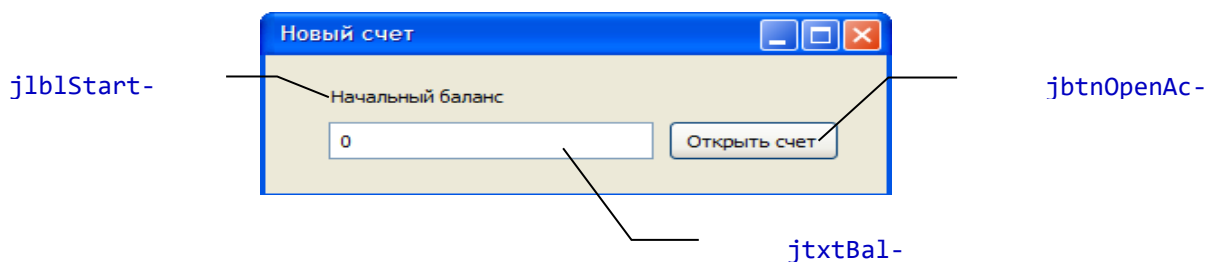 Новый счет
jlblStart-
jbtnOpenAc-
Начальный баланс
0
Открыть счет
jtxtBal-